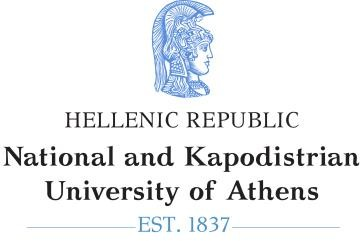 HELLENIC REPUBLIC
National and Kapodistrian
University of Athens
EST. 1837